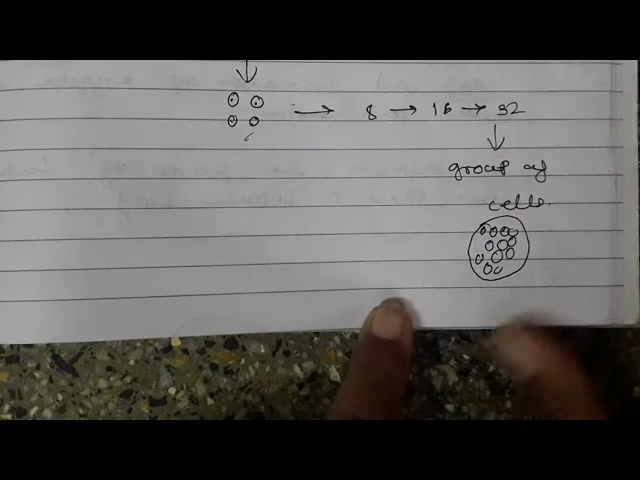 → 8 → 16 → 32
group of
cells.